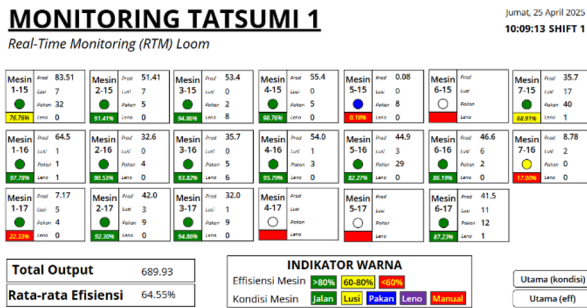 MONITORING TATSUMI 1
Real-Time Monitoring (RTM) Loom
Jumat, 25 April 2025
10:09:13 SHIFT 1
Mesin 1-15 Prod 83.51 Lusi 7 Pakan 32 Leno 0 76.76%
Mesin 2-15 Prod 51.41 Lusi 7 Pakan 5 Leno 0 91.41%
Mesin 3-15 Prod 53.4 Lusi 0 Pakan 2 Leno 8 94.86%
Mesin 4-15 Prod 55.4 Lusi 0 Pakan 5 Leno 0 98.76%
Mesin 5-15 Prod 0.08 Lusi 0 Pakan 8 Leno 0 0.18%
Mesin 6-15 Prod Lusi Pakan Leno
Mesin 7-15 Prod 35.7 Lusi 17 Pakan 40 Leno 1 68.91%
Mesin 1-16 Prod 64.5 Lusi 1 Pakan 1 Leno 1 97.78%
Mesin 2-16 Prod 32.6 Lusi 0 Pakan 4 Leno 0 90.53%
Mesin 3-16 Prod 35.7 Lusi 0 Pakan 5 Leno 6 93.82%
Mesin 4-16 Prod 54.0 Lusi 1 Pakan 3 Leno 1 95.79%
Mesin 5-16 Prod 44.9 Lusi 3 Pakan 29 Leno 0 82.27%
Mesin 6-16 Prod 46.6 Lusi 6 Pakan 2 Leno 0 86.19%
Mesin 7-16 Prod 8.78 Lusi 2 Pakan 0 Leno 0 17.00%
Mesin 1-17 Prod 7.17 Lusi 5 Pakan 4 Leno 0 22.33%
Mesin 2-17 Prod 42.0 Lusi 3 Pakan 9 Leno 0 92.30%
Mesin 3-17 Prod 32.0 Lusi 1 Pakan 9 Leno 0 94.86%
Mesin 4-17 Prod Lusi Pakan Leno
Mesin 5-17 Prod Lusi Pakan Leno
Mesin 6-17 Prod 41.5 Lusi 11 Pakan 12 Leno 1 87.23%
Total Output 689.93
Rata-rata Efisiensi 64.55%
INDIKATOR WARNA
Effisiensi Mesin >80% 60-80% <60%
Kondisi Mesin Jalan Lusi Pakan Leno Manual
Utama (kondisi)
Utama (eff)